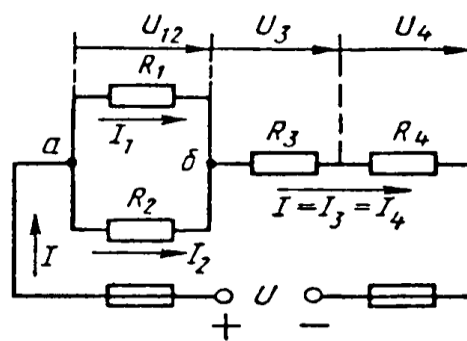 U₁₂ U₃ U₄
R₁
I₁
а б R₃ R₄
R₂ I = I₃ = I₄
I I₂
U
+ −